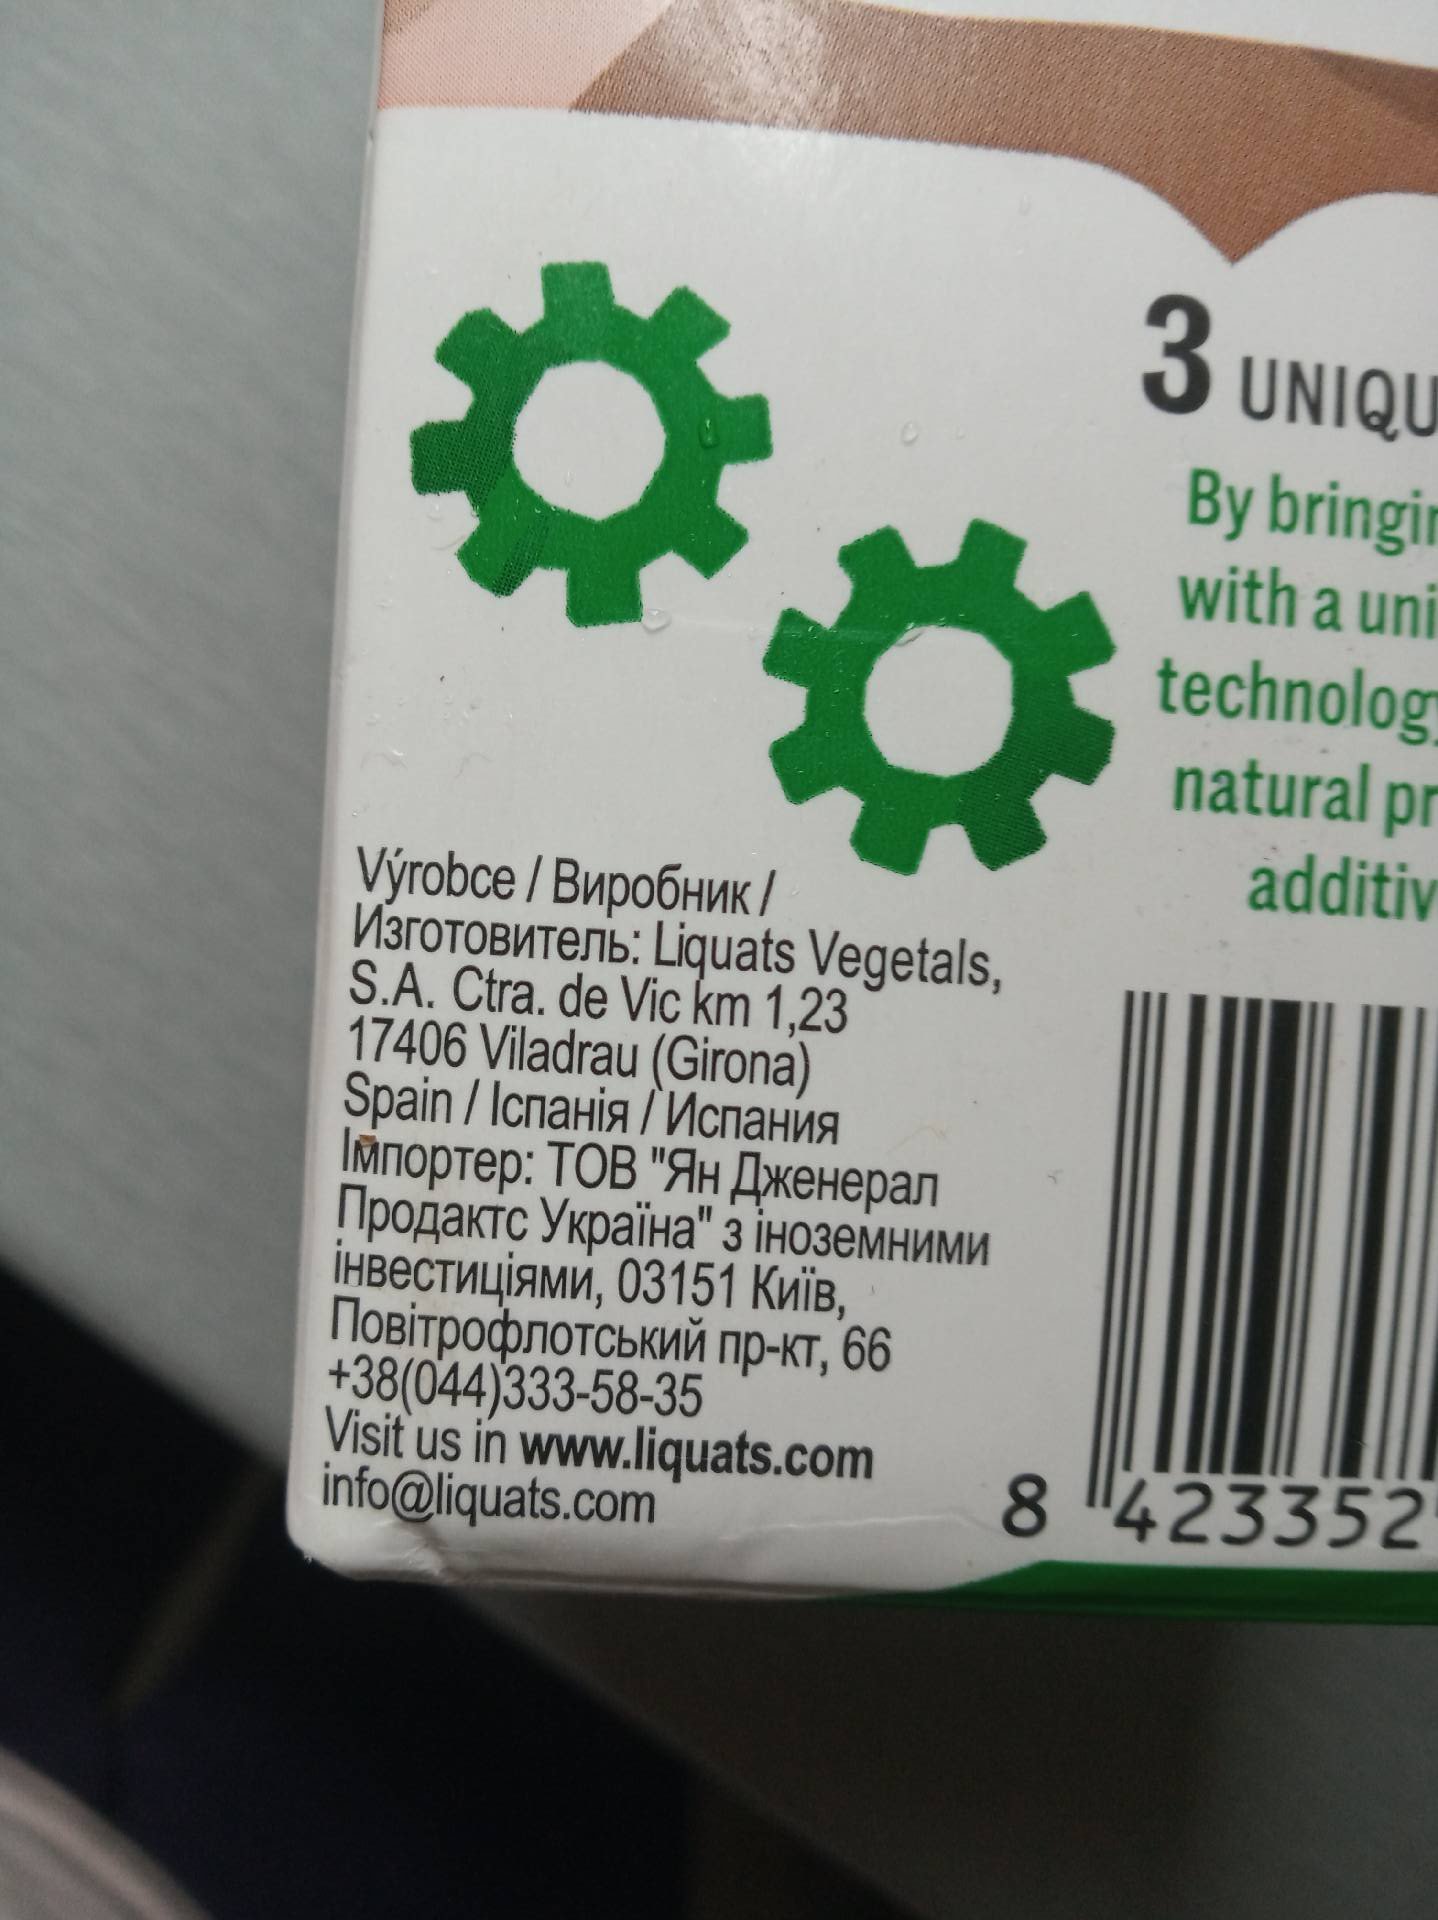 3 UNIQU
By bringin
with a uni
technology
natural pr
additiv
Výrobce / Виробник /
Изготовитель: Liquats Vegetals,
S.A. Ctra. de Vic km 1,23
17406 Viladrau (Girona)
Spain / Іспанія / Испания
Імпортер: ТОВ "Ян Дженерал
Продактс Україна" з іноземними
інвестиціями, 03151 Київ,
Повітрофлотський пр-кт, 66
+38(044)333-58-35
Visit us in www.liquats.com
info@liquats.com
8 423352